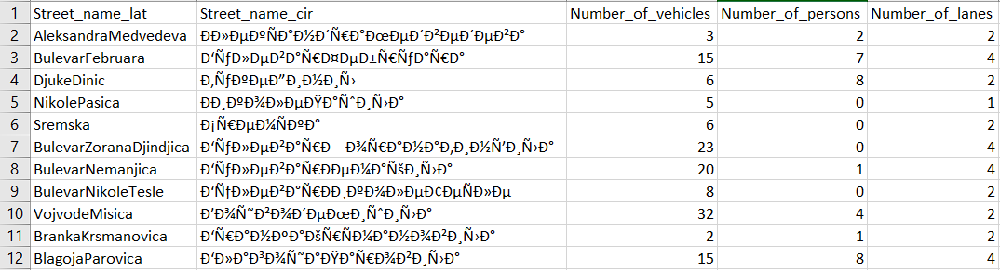 1 Street_name_lat Street_name_cir Number_of_vehicles Number_of_persons Number_of_lanes
2 AleksandraMedvedeva ÐÐ»ÐµÐºÑÐ°Ð½Ð´Ñ€Ð°ÐœÐµÐ´Ð²ÐµÐ´ÐµÐ²Ð° 3 2 2
3 BulevarFebruara Ð‘ÑƒÐ»ÐµÐ²Ð°Ñ€Ð¤ÐµÐ±Ñ€ÑƒÐ°Ñ€Ð° 15 7 4
4 DjukeDinic Ð‚ÑƒÐºÐµÐ”Ð¸Ð½Ð¸Ñ› 6 8 2
5 NikolePasica ÐÐ¸ÐºÐ¾Ð»ÐµÐŸÐ°ÑˆÐ¸Ñ›Ð° 5 0 1
6 Sremska Ð¡Ñ€ÐµÐ¼ÑÐºÐ° 6 0 2
7 BulevarZoranaDjindjica Ð‘ÑƒÐ»ÐµÐ²Ð°Ñ€Ð—Ð¾Ñ€Ð°Ð½Ð°Ð‚Ð¸Ð½Ñ’Ð¸Ñ›Ð° 23 0 4
8 BulevarNemanjica Ð‘ÑƒÐ»ÐµÐ²Ð°Ñ€ÐÐµÐ¼Ð°ÑšÐ¸Ñ›Ð° 20 1 4
9 BulevarNikoleTesle Ð‘ÑƒÐ»ÐµÐ²Ð°Ñ€ÐÐ¸ÐºÐ¾Ð»ÐµÐ¢ÐµÑÐ»Ðµ 8 0 2
10 VojvodeMisica Ð’Ð¾Ñ˜Ð²Ð¾Ð´ÐµÐœÐ¸ÑˆÐ¸Ñ›Ð° 32 4 2
11 BrankaKrsmanovica Ð‘Ñ€Ð°Ð½ÐºÐ°ÐšÑ€ÑÐ¼Ð°Ð½Ð¾Ð²Ð¸Ñ›Ð° 2 1 2
12 BlagojaParovica Ð‘Ð»Ð°Ð³Ð¾Ñ˜Ð°ÐŸÐ°Ñ€Ð¾Ð²Ð¸Ñ›Ð° 15 8 4